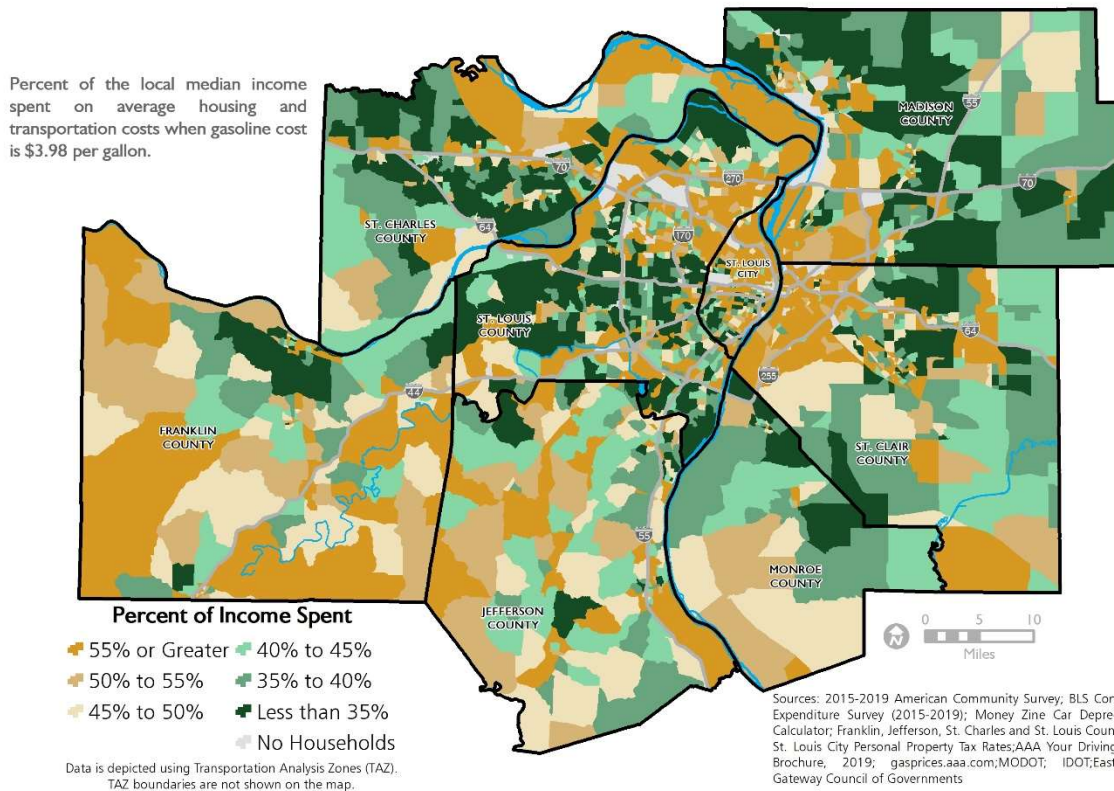 Percent of the local median income
spent on average housing and
transportation costs when gasoline cost
is $3.98 per gallon.
MADISON
COUNTY
55
70
70
270
ST. CHARLES
COUNTY
64
170
ST. LOUIS
CITY
ST. LOUIS
COUNTY
64
255
44
FRANKLIN
COUNTY
ST. CLAIR
COUNTY
55
MONROE
COUNTY
JEFFERSON
COUNTY
Percent of Income Spent
55% or Greater
50% to 55%
45% to 50%
40% to 45%
35% to 40%
Less than 35%
No Households
Data is depicted using Transportation Analysis Zones (TAZ).
TAZ boundaries are not shown on the map.
N
0 5 10
Miles
Sources: 2015-2019 American Community Survey; BLS Con
Expenditure Survey (2015-2019); Money Zine Car Depre
Calculator; Franklin, Jefferson, St. Charles and St. Louis Coun
St. Louis City Personal Property Tax Rates;AAA Your Driving
Brochure, 2019; gasprices.aaa.com;MODOT; IDOT;East
Gateway Council of Governments